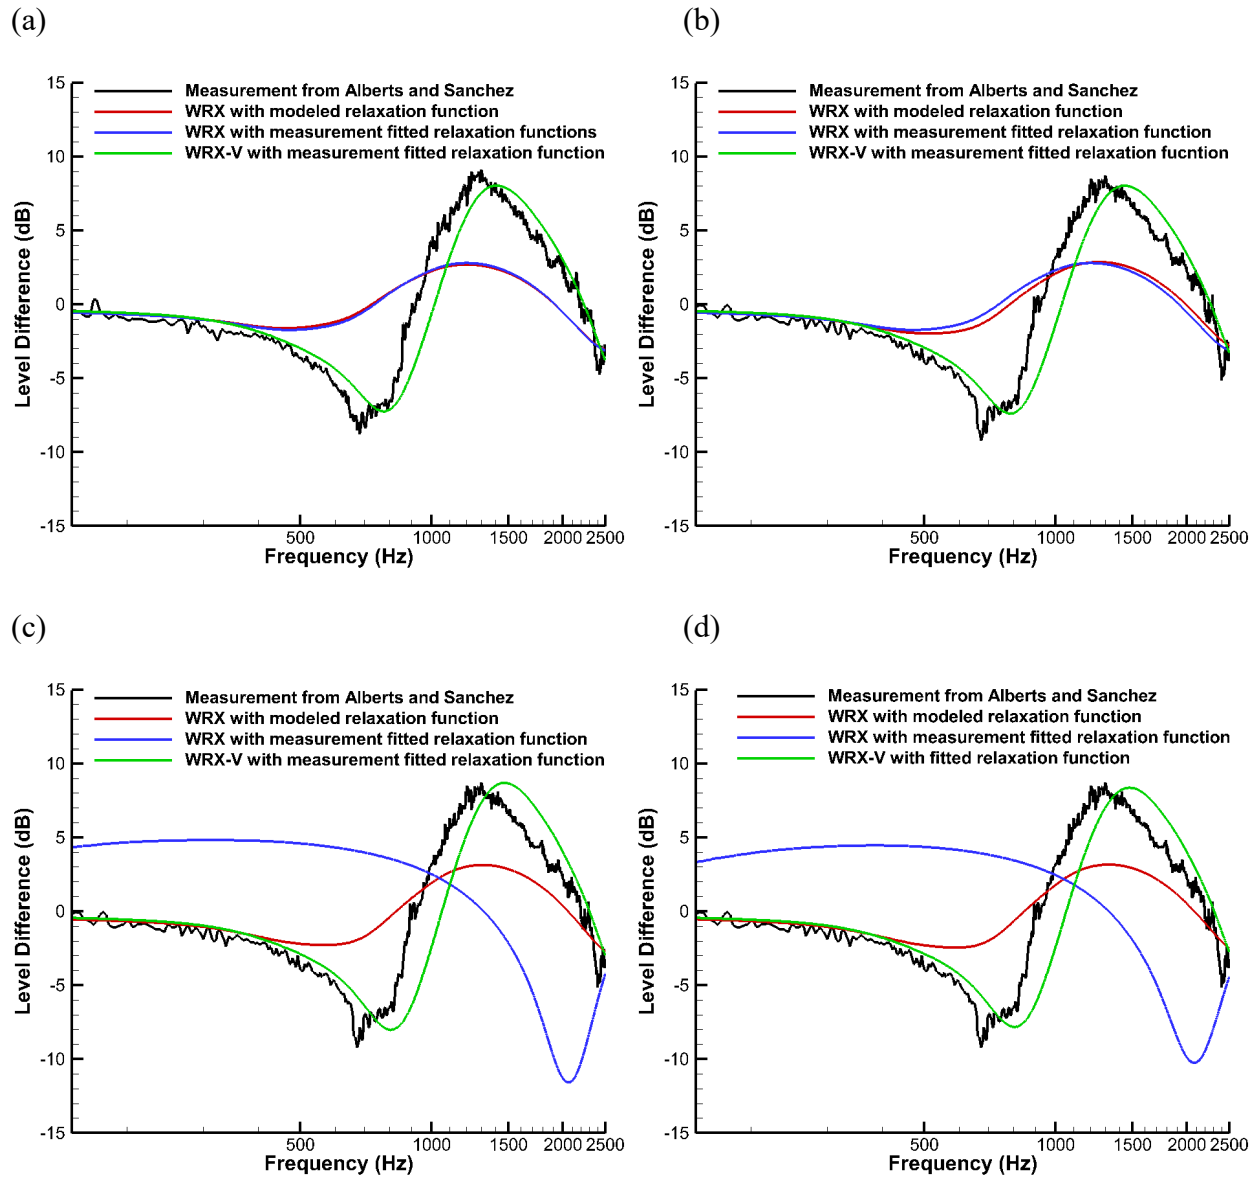 (a)
15
10
5
0
-5
-10
-15
Level Difference (dB)
Measurement from Alberts and Sanchez
WRX with modeled relaxation function
WRX with measurement fitted relaxation functions
WRX-V with measurement fitted relaxation function
500
1000
1500
2000
2500
Frequency (Hz)
(b)
15
10
5
0
-5
-10
-15
Level Difference (dB)
Measurement from Alberts and Sanchez
WRX with modeled relaxation function
WRX with measurement fitted relaxation function
WRX-V with measurement fitted relaxation fucntion
500
1000
1500
2000
2500
Frequency (Hz)
(c)
15
10
5
0
-5
-10
-15
Level Difference (dB)
Measurement from Alberts and Sanchez
WRX with modeled relaxation function
WRX with measurement fitted relaxation function
WRX-V with measurement fitted relaxation function
500
1000
1500
2000
2500
Frequency (Hz)
(d)
15
10
5
0
-5
-10
-15
Level Difference (dB)
Measurement from Alberts and Sanchez
WRX with modeled relaxation function
WRX with measurement fitted relaxation function
WRX-V with fitted relaxation function
500
1000
1500
2000
2500
Frequency (Hz)